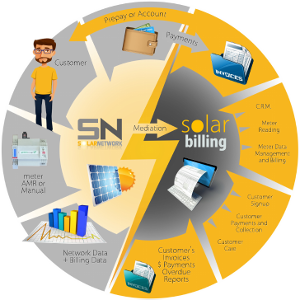 Prepay or Account
Payments
INVOICES
Customer
C.R.M
Meter
Reading
Meter Data
Management
and Billing
SN
SOLARNETWORK
Mediation
solar
billing
meter
AMR or
Manual
Customer
Signup
Customer
Payments and
Collection
Customer
Care
Network Data
+ Billing Data
Customer's
Invoices
$ Payments
Overdue
Reports
INVOICES